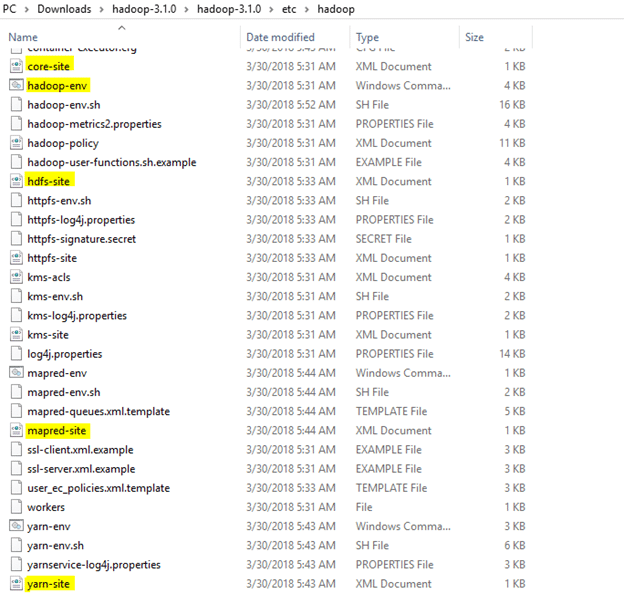 PC > Downloads > hadoop-3.1.0 > hadoop-3.1.0 > etc > hadoop
Name Date modified Type Size
container-executor.cfg 3/30/2018 5:31 AM CFG File 2 KB
core-site 3/30/2018 5:31 AM XML Document 1 KB
hadoop-env 3/30/2018 5:31 AM Windows Comma... 4 KB
hadoop-env.sh 3/30/2018 5:52 AM SH File 16 KB
hadoop-metrics2.properties 3/30/2018 5:31 AM PROPERTIES File 4 KB
hadoop-policy 3/30/2018 5:31 AM XML Document 11 KB
hadoop-user-functions.sh.example 3/30/2018 5:31 AM EXAMPLE File 4 KB
hdfs-site 3/30/2018 5:33 AM XML Document 1 KB
httpfs-env.sh 3/30/2018 5:33 AM SH File 2 KB
httpfs-log4j.properties 3/30/2018 5:33 AM PROPERTIES File 2 KB
httpfs-signature.secret 3/30/2018 5:33 AM SECRET File 1 KB
httpfs-site 3/30/2018 5:33 AM XML Document 1 KB
kms-acls 3/30/2018 5:31 AM XML Document 4 KB
kms-env.sh 3/30/2018 5:31 AM SH File 2 KB
kms-log4j.properties 3/30/2018 5:31 AM PROPERTIES File 2 KB
kms-site 3/30/2018 5:31 AM XML Document 1 KB
log4j.properties 3/30/2018 5:31 AM PROPERTIES File 14 KB
mapred-env 3/30/2018 5:44 AM Windows Comma... 1 KB
mapred-env.sh 3/30/2018 5:44 AM SH File 2 KB
mapred-queues.xml.template 3/30/2018 5:44 AM TEMPLATE File 5 KB
mapred-site 3/30/2018 5:44 AM XML Document 1 KB
ssl-client.xml.example 3/30/2018 5:31 AM EXAMPLE File 3 KB
ssl-server.xml.example 3/30/2018 5:31 AM EXAMPLE File 3 KB
user_ec_policies.xml.template 3/30/2018 5:33 AM TEMPLATE File 3 KB
workers 3/30/2018 5:31 AM File 1 KB
yarn-env 3/30/2018 5:43 AM Windows Comma... 3 KB
yarn-env.sh 3/30/2018 5:43 AM SH File 6 KB
yarnservice-log4j.properties 3/30/2018 5:43 AM PROPERTIES File 3 KB
yarn-site 3/30/2018 5:43 AM XML Document 1 KB